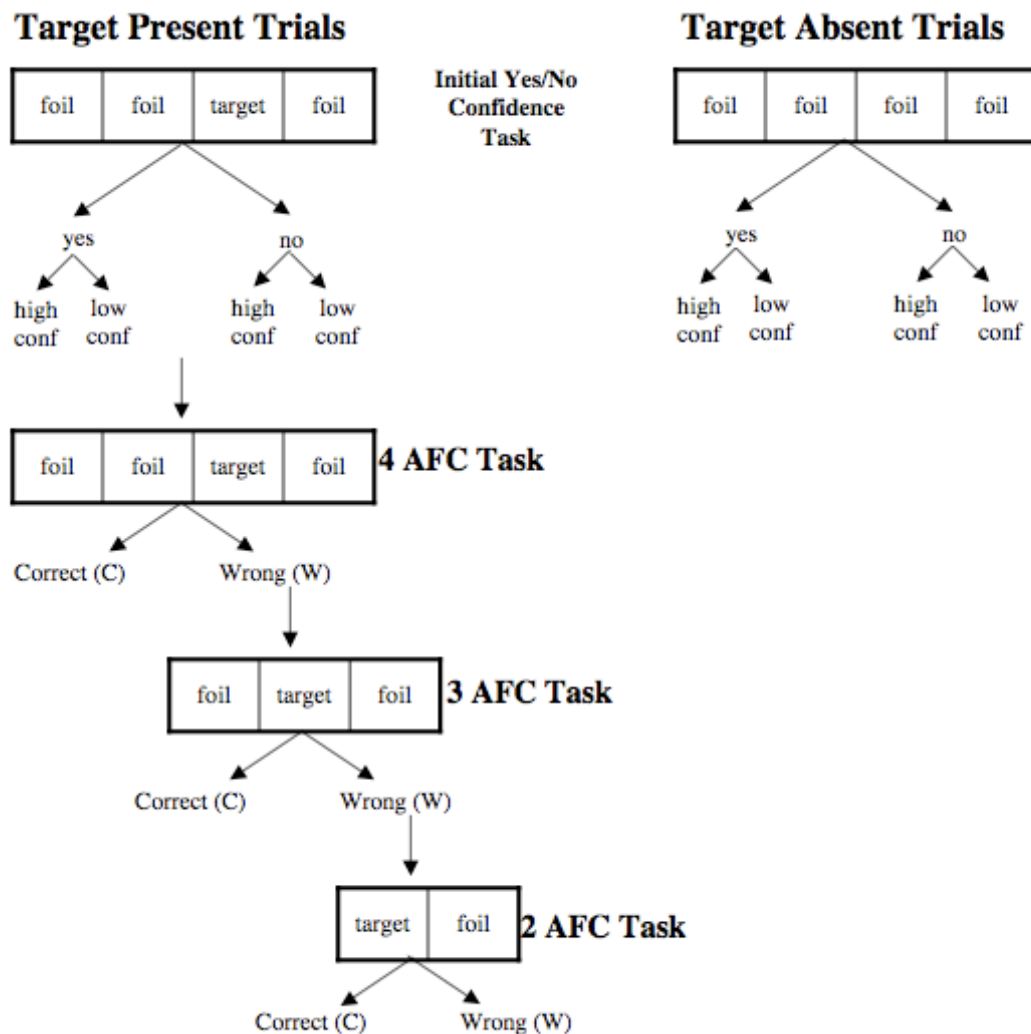 Target Present Trials
Target Absent Trials
foil foil target foil
Initial Yes/No
Confidence
Task
foil foil foil foil
yes no
high conf
low conf
high conf
low conf
yes no
high conf
low conf
high conf
low conf
foil foil target foil
4 AFC Task
Correct (C) Wrong (W)
foil target foil
3 AFC Task
Correct (C) Wrong (W)
target foil
2 AFC Task
Correct (C) Wrong (W)